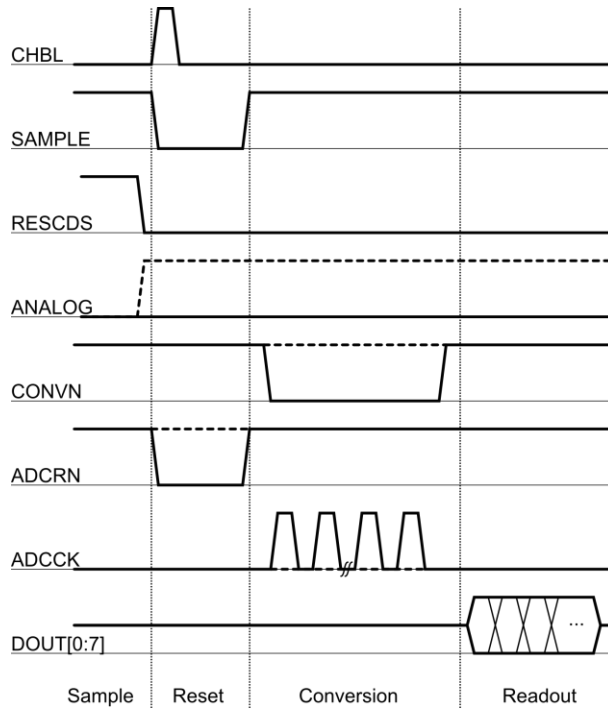 CHBL
SAMPLE
RESCDS
ANALOG
CONVN
ADCRN
ADCCK
DOUT[0:7]
...
Sample Reset Conversion Readout